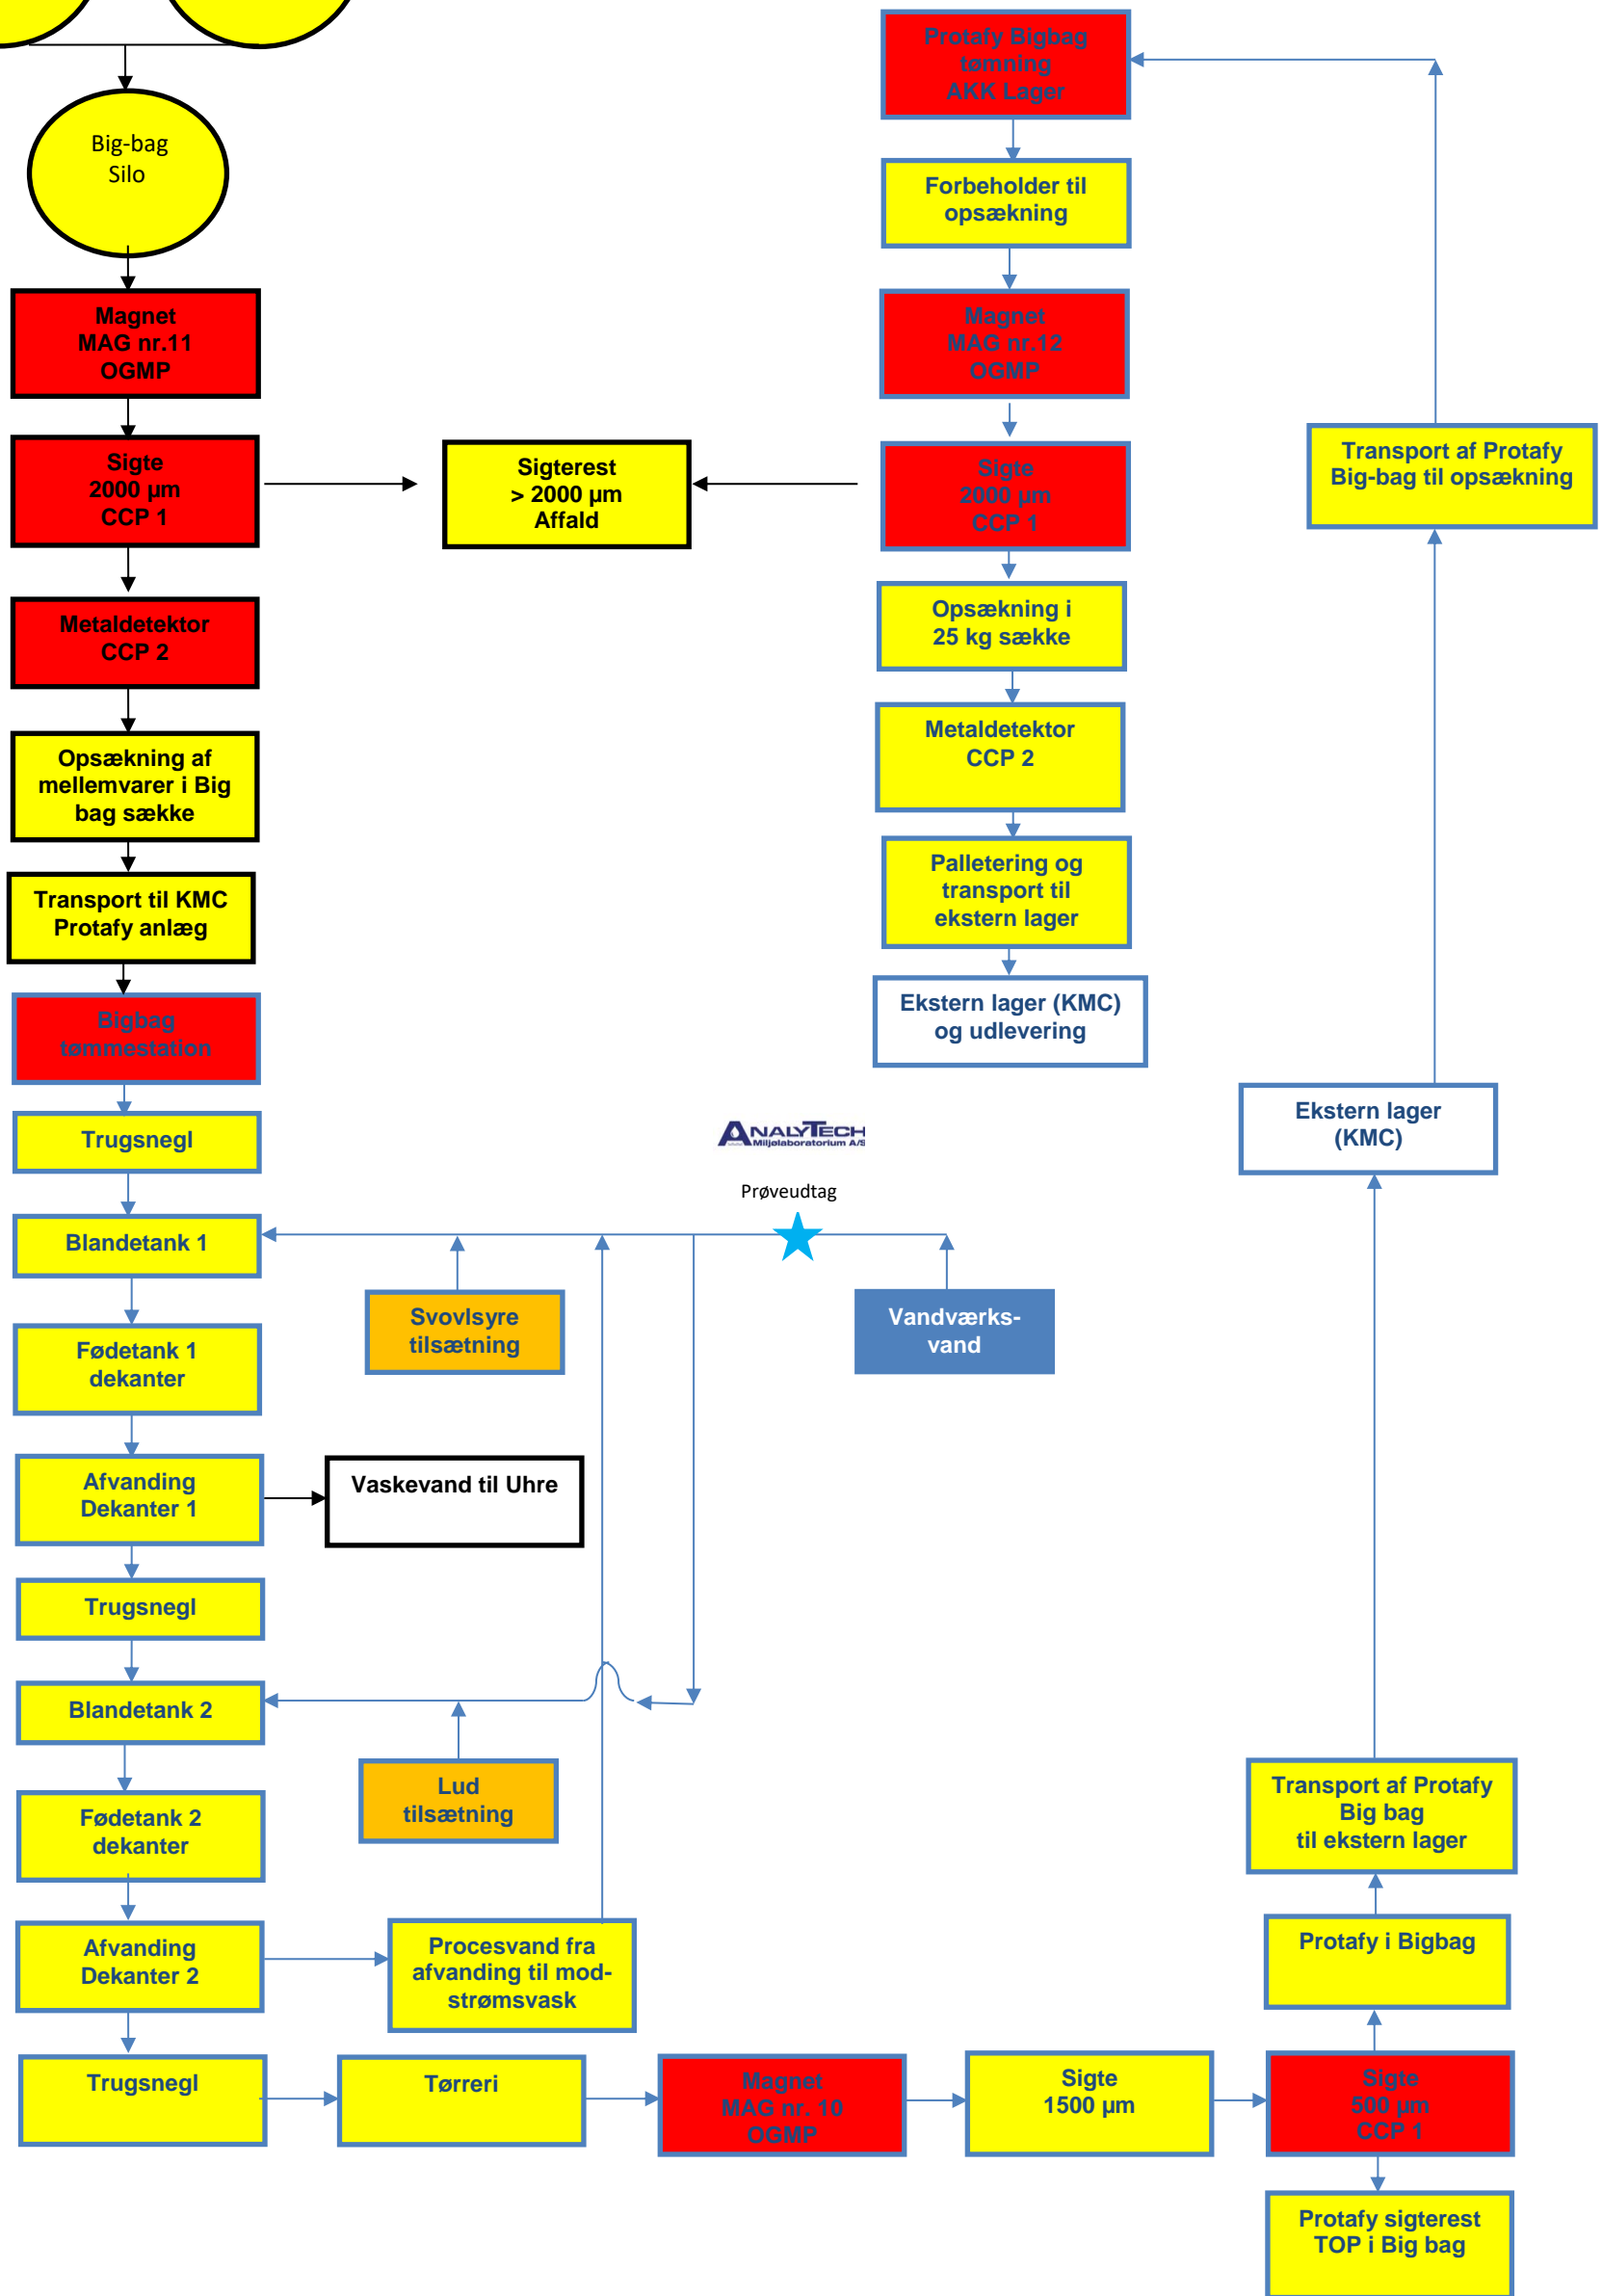 Big-bag
Silo
Magnet
MAG nr.11
OGMP
Sigte
2000 µm
CCP 1
Sigterest
> 2000 µm
Affald
Metaldetektor
CCP 2
Opsækning af
mellemvarer i Big
bag sække
Transport til KMC
Protafy anlæg
Bigbag
tømmestation
Trugsnegl
Blandetank 1
Fødetank 1
dekanter
Afvanding
Dekanter 1
Vaskevand til Uhre
Trugsnegl
Blandetank 2
Fødetank 2
dekanter
Afvanding
Dekanter 2
Procesvand fra
afvanding til mod-
strømsvask
Trugsnegl
Tørreri
Magnet
MAG nr. 10
OGMP
Sigte
1500 µm
Sigte
500 µm
CCP 1
Protafy sigterest
TOP i Big bag
Protafy i Bigbag
Transport af Protafy
Big bag
til ekstern lager
Ekstern lager
(KMC)
Transport af Protafy
Big-bag til opsækning
Protafy Bigbag
tømning
AKK Lager
Forbeholder til
opsækning
Magnet
MAG nr.12
OGMP
Sigte
2000 µm
CCP 1
Opsækning i
25 kg sække
Metaldetektor
CCP 2
Palletering og
transport til
ekstern lager
Ekstern lager (KMC)
og udlevering
ANALYTECH
Miljølaboratorium A/S
Prøveudtag
Svovlsyre
tilsætning
Vandværks-
vand
Lud
tilsætning